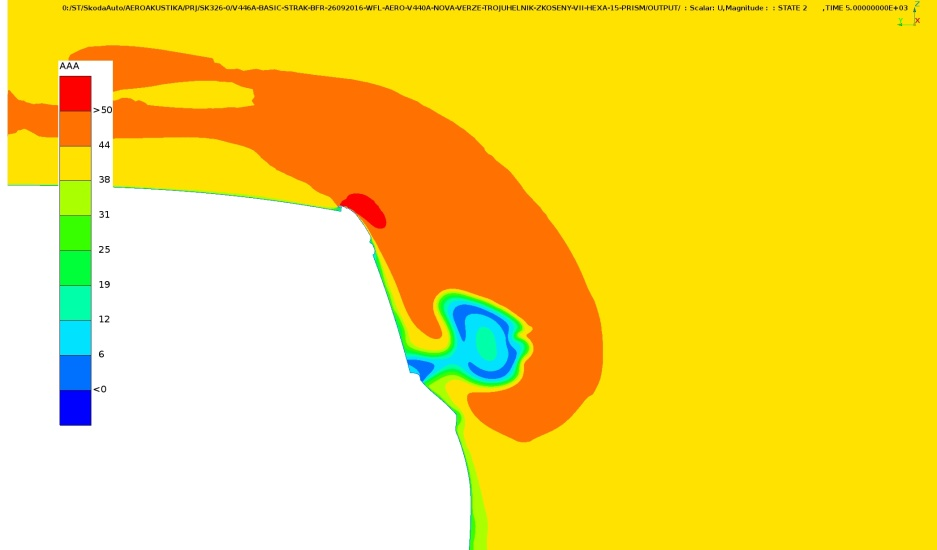 0:/ST/SkodaAuto/AEROAKUSTIKA/PRJ/SK326-0/V446A-BASIC-STRAK-BFR-26092016-WFL-AERO-V440A-NOVA-VERZE-TROJUHELNIK-ZKOSENY-VII-HEXA-15-PRISM/OUTPUT/ : Scalar: U,Magnitude : : STATE 2 ,TIME 5.00000000E+03
Z
Y X
AAA
>50
44
38
31
25
19
12
6
<0